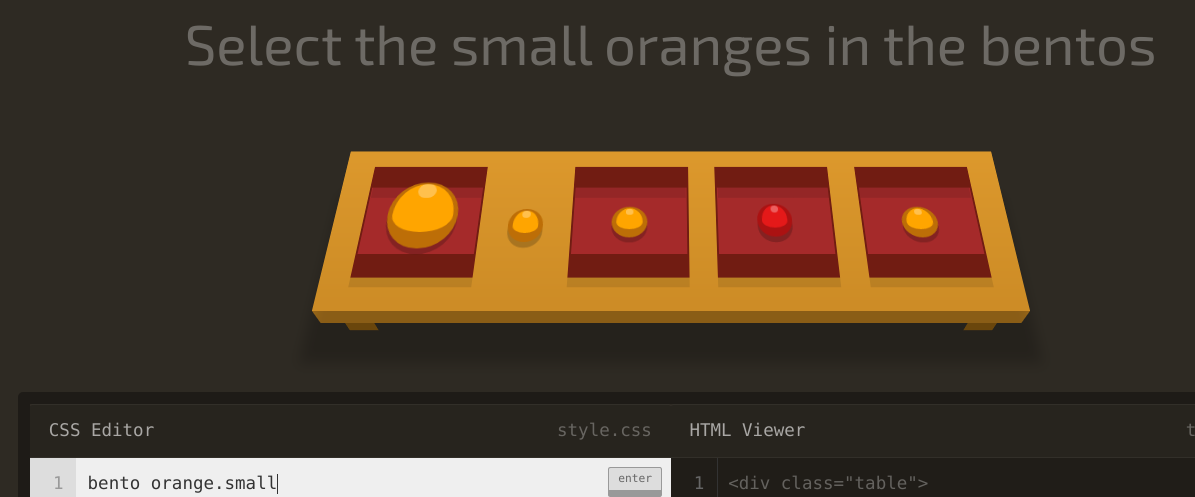 Select the small oranges in the bentos
CSS Editor style.css HTML Viewer
1 bento orange.small enter 1 <div class="table">